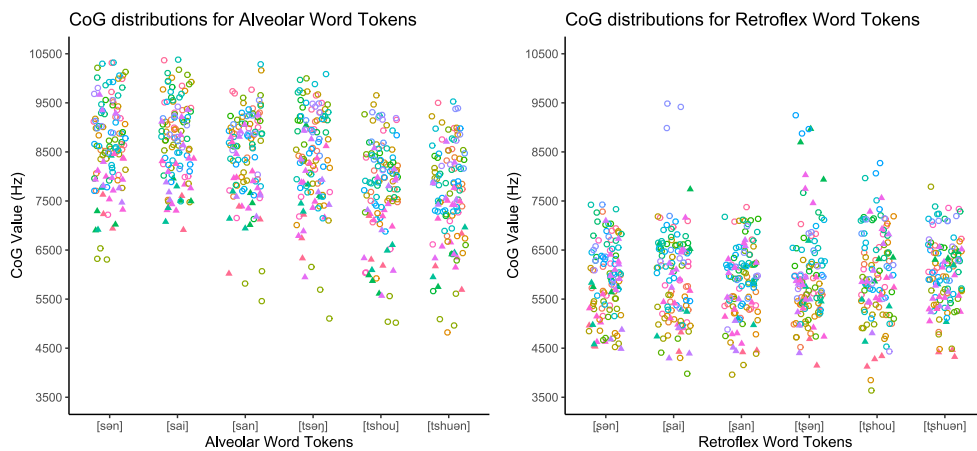 CoG distributions for Alveolar Word Tokens
CoG Value (Hz)
10500
9500
8500
7500
6500
5500
4500
3500
[sən]
[sai]
[san]
[tsəŋ]
[tshou]
[tshuən]
Alveolar Word Tokens
CoG distributions for Retroflex Word Tokens
CoG Value (Hz)
10500
9500
8500
7500
6500
5500
4500
3500
[ʂən]
[ʂai]
[ʂan]
[tʂəŋ]
[tʂhou]
[tʂhuən]
Retroflex Word Tokens